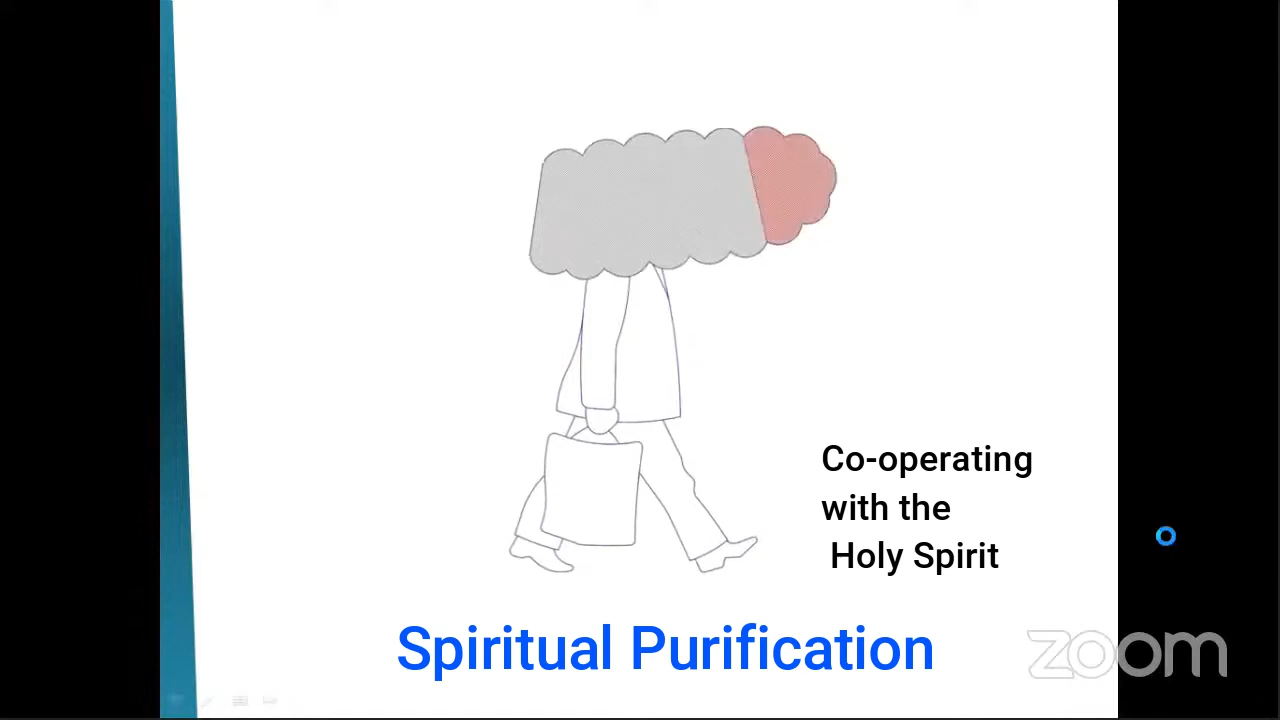 Co-operating
with the
Holy Spirit
Spiritual Purification
zoom